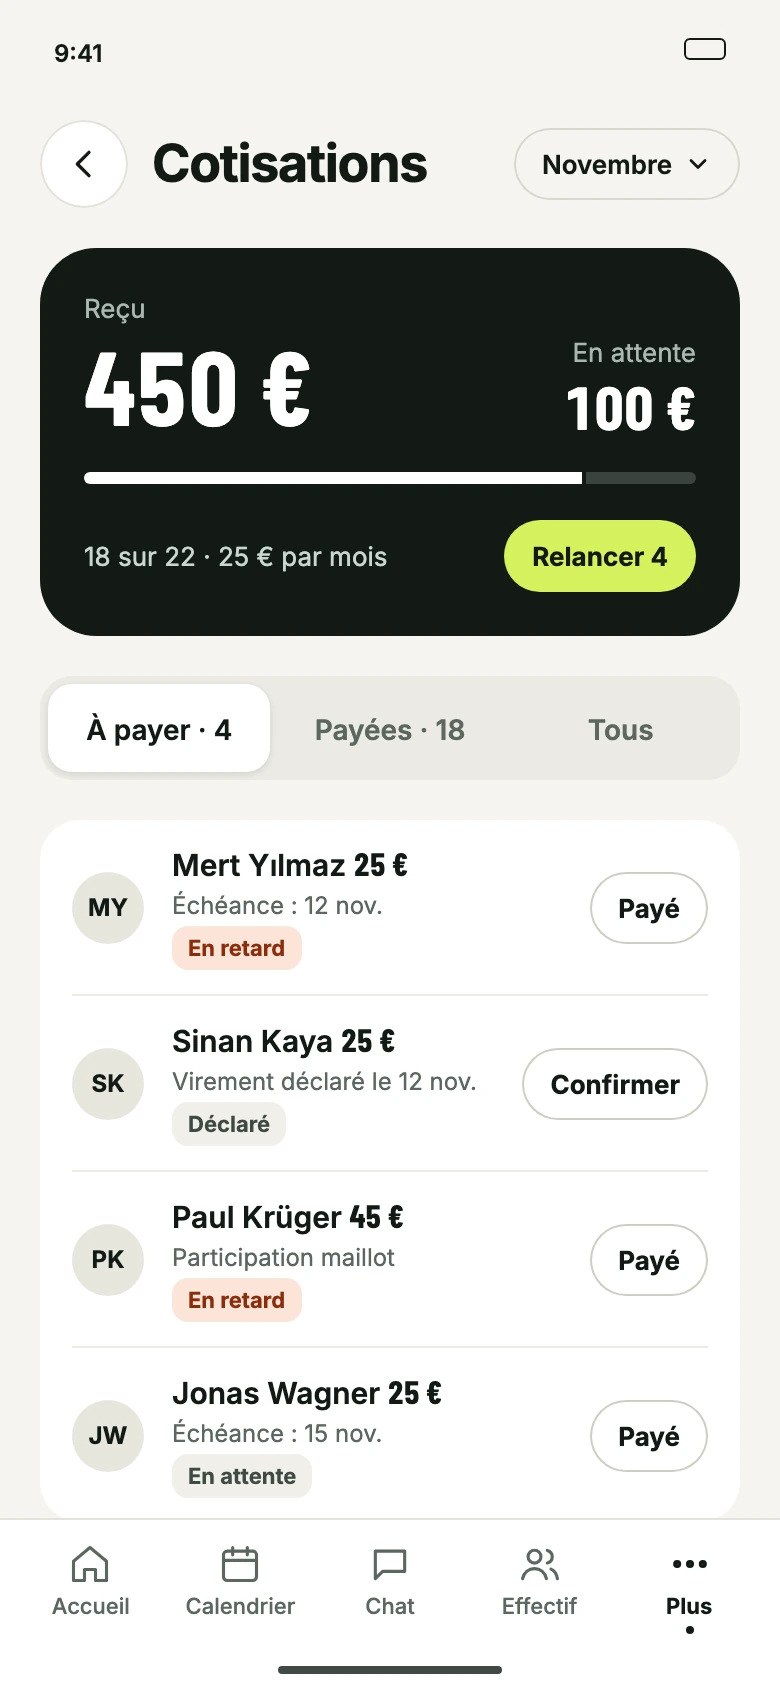 9:41
Cotisations
Novembre
Reçu
450 €
En attente
100 €
18 sur 22 · 25 € par mois
Relancer 4
À payer · 4
Payées · 18
Tous
MY
Mert Yılmaz 25 €
Échéance : 12 nov.
En retard
Payé
SK
Sinan Kaya 25 €
Virement déclaré le 12 nov.
Déclaré
Confirmer
PK
Paul Krüger 45 €
Participation maillot
En retard
Payé
JW
Jonas Wagner 25 €
Échéance : 15 nov.
En attente
Payé
Accueil
Calendrier
Chat
Effectif
Plus